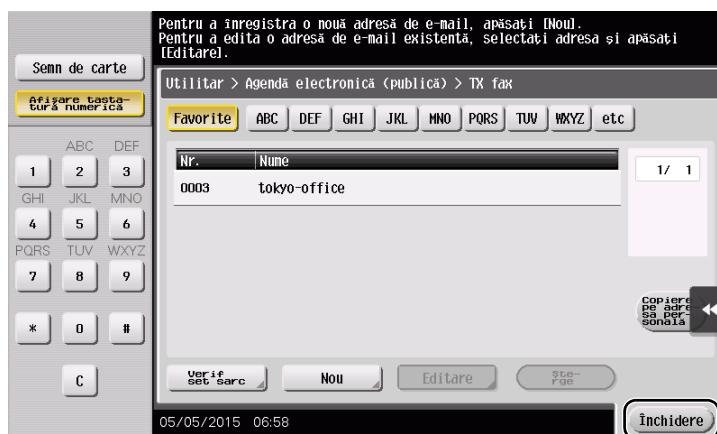 Pentru a înregistra o nouă adresă de e-mail, apăsați [Nou].
Pentru a edita o adresă de e-mail existentă, selectați adresa și apăsați
[Editare].
Semn de carte
Afișare tasta-
tură numerică
Utilitar > Agendă electronică (publică) > TX fax
Favorite ABC DEF GHI JKL MNO PQRS TUV WXYZ etc
ABC DEF
1 2 3
GHI JKL MNO
4 5 6
PQRS TUV WXYZ
7 8 9
* 0 #
C
Nr. Nume
0003 tokyo-office
1/ 1
Copiere
pe adre-
sa per-
sonală
Verif
set sarc
Nou
Editare
Şte-
rge
05/05/2015 06:58
Închidere